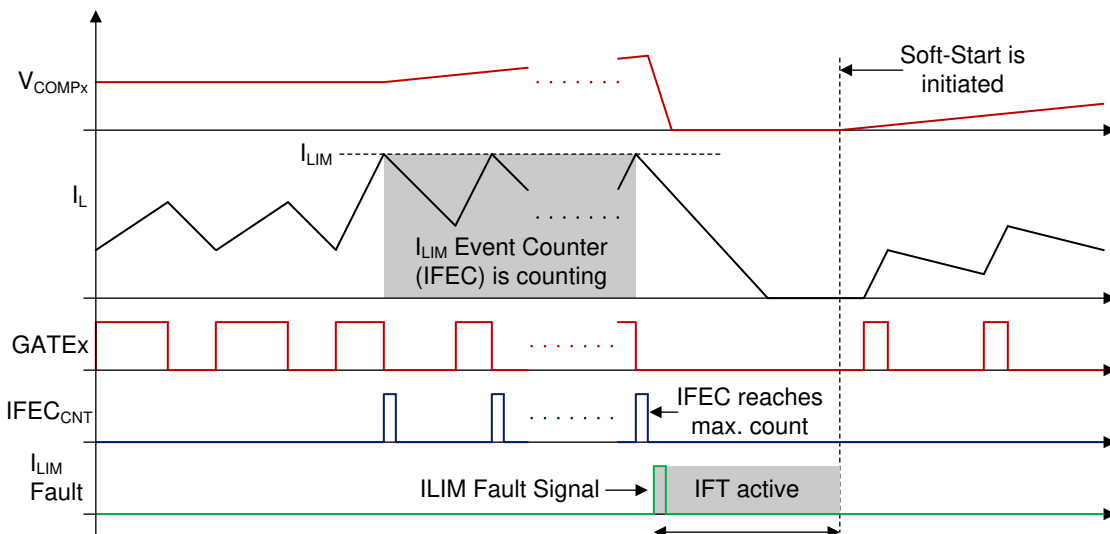 Soft-Start is
initiated
VCOMPx
ILIM
IL
ILIM Event Counter
(IFEC) is counting
GATEx
IFECCNT
IFEC reaches
max. count
ILIM
Fault
ILIM Fault Signal
IFT active